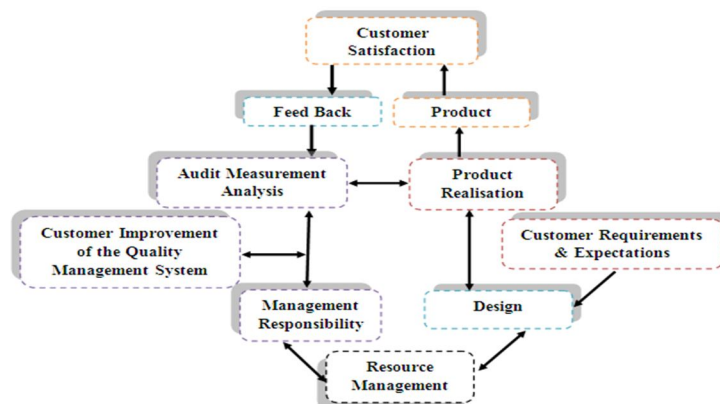 Customer
Satisfaction
Feed Back
Product
Audit Measurement
Analysis
Product
Realisation
Customer Improvement
of the Quality
Management System
Customer Requirements
& Expectations
Management
Responsibility
Design
Resource
Management